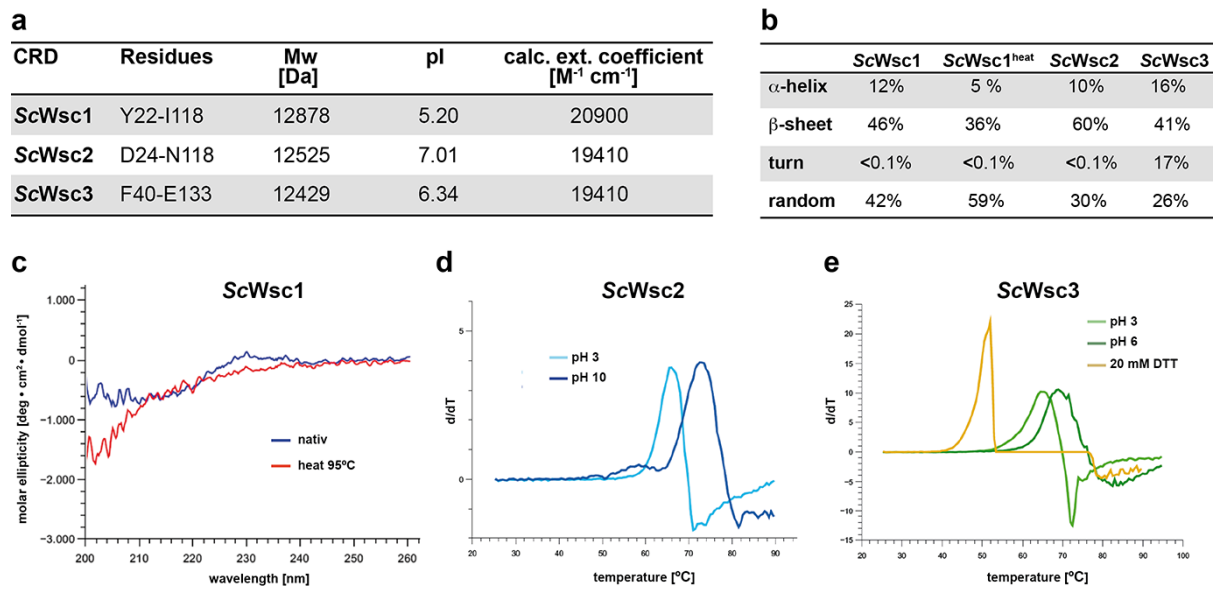 a
CRD Residues Mw [Da] pI calc. ext. coefficient [M⁻¹ cm⁻¹]
ScWsc1 Y22-I118 12878 5.20 20900
ScWsc2 D24-N118 12525 7.01 19410
ScWsc3 F40-E133 12429 6.34 19410
b
ScWsc1 ScWsc1heat ScWsc2 ScWsc3
α-helix 12% 5 % 10% 16%
β-sheet 46% 36% 60% 41%
turn <0.1% <0.1% <0.1% 17%
random 42% 59% 30% 26%
c
ScWsc1
molar ellipticity [deg • cm² • dmol⁻¹]
1.000
0
−1.000
−2.000
−3.000
nativ
heat 95ºC
200 210 220 230 240 250 260
wavelength [nm]
d
ScWsc2
d/dT
5
0
pH 3
pH 10
20 30 40 50 60 70 80 90
temperature [ºC]
e
ScWsc3
d/dT
25
20
15
10
5
0
−5
−10
−15
pH 3
pH 6
20 mM DTT
20 30 40 50 60 70 80 90 100
temperature [ºC]